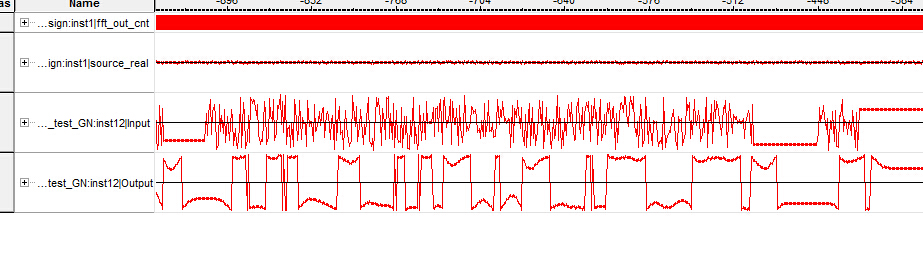 as Name -896 -832 -768 -704 -640 -576 -512 -448 -384
...sign:inst1|fft_out_cnt
...ign:inst1|source_real
..._test_GN:inst12|Input
...test_GN:inst12|Output